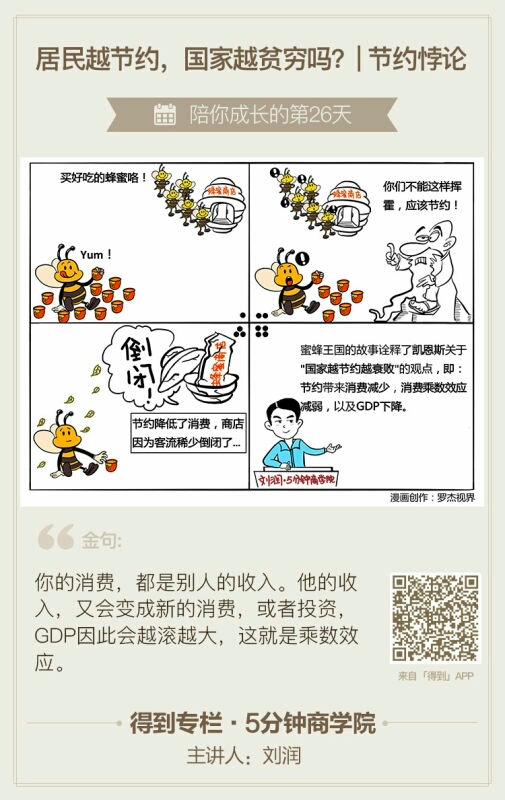 居民越节约，国家越贫穷吗？| 节约悖论
陪你成长的第26天
买好吃的蜂蜜咯！
蜂蜜商店
Yum！
你们不能这样挥
霍，应该节约！
蜂蜜商店
倒闭！
蜂蜜商店
节约降低了消费，商店
因为客流稀少倒闭了...
蜜蜂王国的故事诠释了凯恩斯关于
"国家越节约越衰败"的观点，即：
节约带来消费减少，消费乘数效应
减弱，以及GDP下降。
刘润·5分钟商学院
漫画创作：罗杰视界
金句:
你的消费，都是别人的收入。他的收
入，又会变成新的消费，或者投资，
GDP因此会越滚越大，这就是乘数效
应。
来自「得到」APP
得到专栏·5分钟商学院
主讲人：刘润